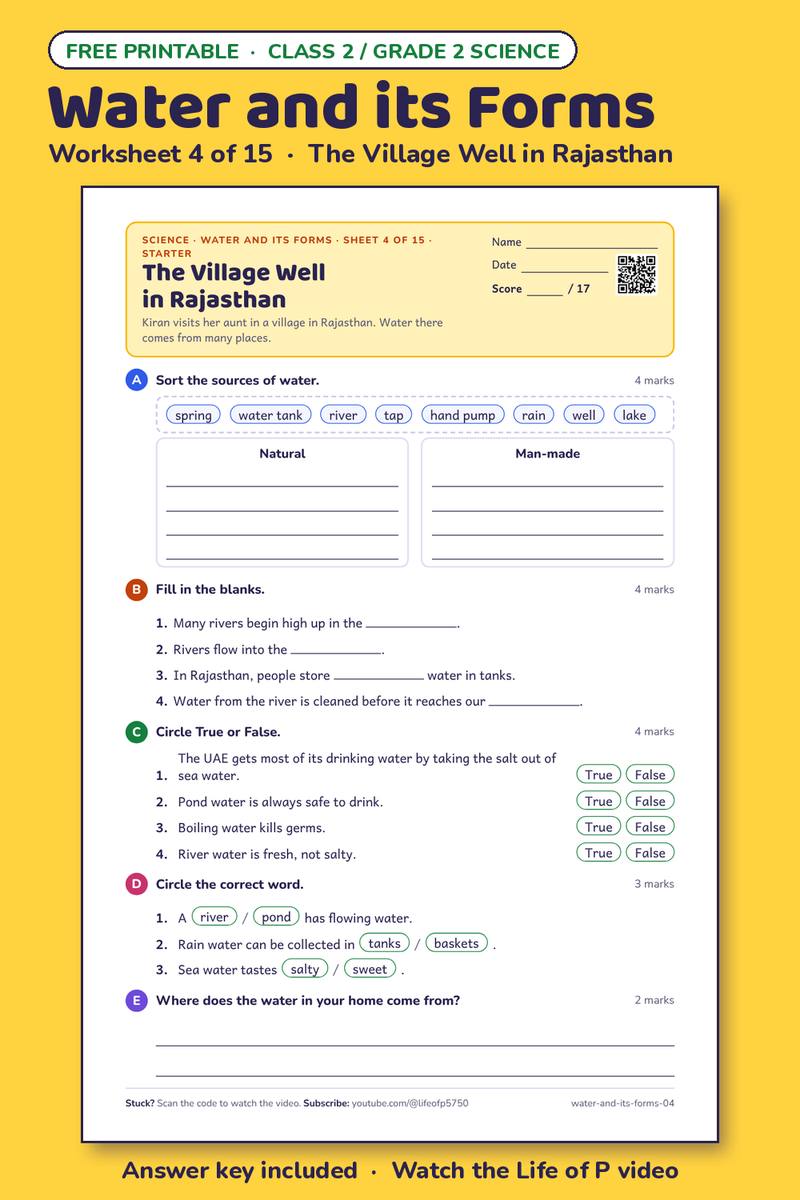 FREE PRINTABLE · CLASS 2 / GRADE 2 SCIENCE
Water and its Forms
Worksheet 4 of 15 · The Village Well in Rajasthan
SCIENCE · WATER AND ITS FORMS · SHEET 4 OF 15 ·
STARTER
The Village Well
in Rajasthan
Kiran visits her aunt in a village in Rajasthan. Water there
comes from many places.
Name ____________
Date ____________
Score ______ / 17
A Sort the sources of water. 4 marks
spring water tank river tap hand pump rain well lake
Natural Man-made
B Fill in the blanks. 4 marks
1. Many rivers begin high up in the ____________.
2. Rivers flow into the ____________.
3. In Rajasthan, people store ____________ water in tanks.
4. Water from the river is cleaned before it reaches our ____________.
C Circle True or False. 4 marks
The UAE gets most of its drinking water by taking the salt out of
1. sea water. True False
2. Pond water is always safe to drink. True False
3. Boiling water kills germs. True False
4. River water is fresh, not salty. True False
D Circle the correct word. 3 marks
1. A river / pond has flowing water.
2. Rain water can be collected in tanks / baskets .
3. Sea water tastes salty / sweet .
E Where does the water in your home come from? 2 marks
Stuck? Scan the code to watch the video. Subscribe: youtube.com/@lifeofp5750 water-and-its-forms-04
Answer key included · Watch the Life of P video